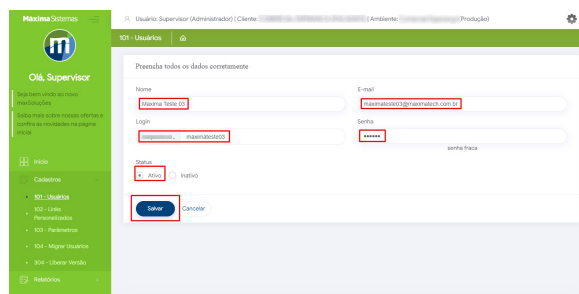 Máxima Sistemas
Usuário: Supervisor (Administrador) | Cliente: | Ambiente: Produção)
101 - Usuários
Olá, Supervisor
Seja bem vindo ao novo
maxSoluções
Saiba mais sobre nossas ofertas e
confira as novidades na página
inicial
Início
Cadastros
101 - Usuários
102 - Links
Personalizados
103 - Parâmetros
104 - Migrar Usuários
304 - Liberar Versão
Relatórios
Preencha todos os dados corretamente
Nome
E-mail
Maxima Teste 03
maximateste03@maximatech.com.br
Login
Senha
maximateste03
••••••
senha fraca
Status
Ativo
Inativo
Salvar
Cancelar